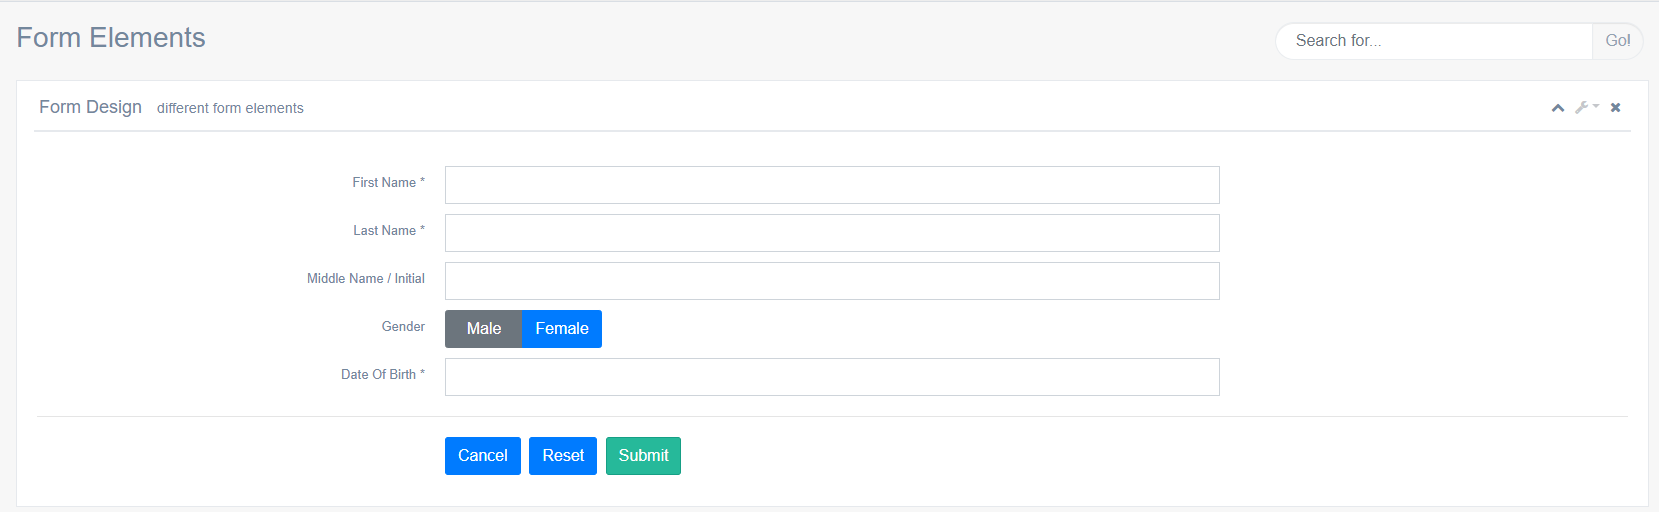 Form Elements
Search for... Go!
Form Design different form elements
First Name *
Last Name *
Middle Name / Initial
Gender Male Female
Date Of Birth *
Cancel Reset Submit